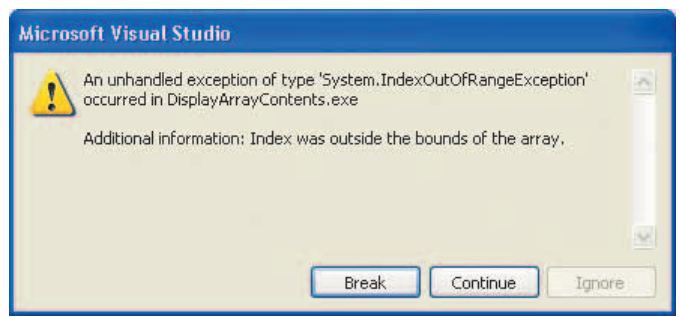 Microsoft Visual Studio
An unhandled exception of type 'System.IndexOutOfRangeException'
occurred in DisplayArrayContents.exe
Additional information: Index was outside the bounds of the array.
Break Continue Ignore